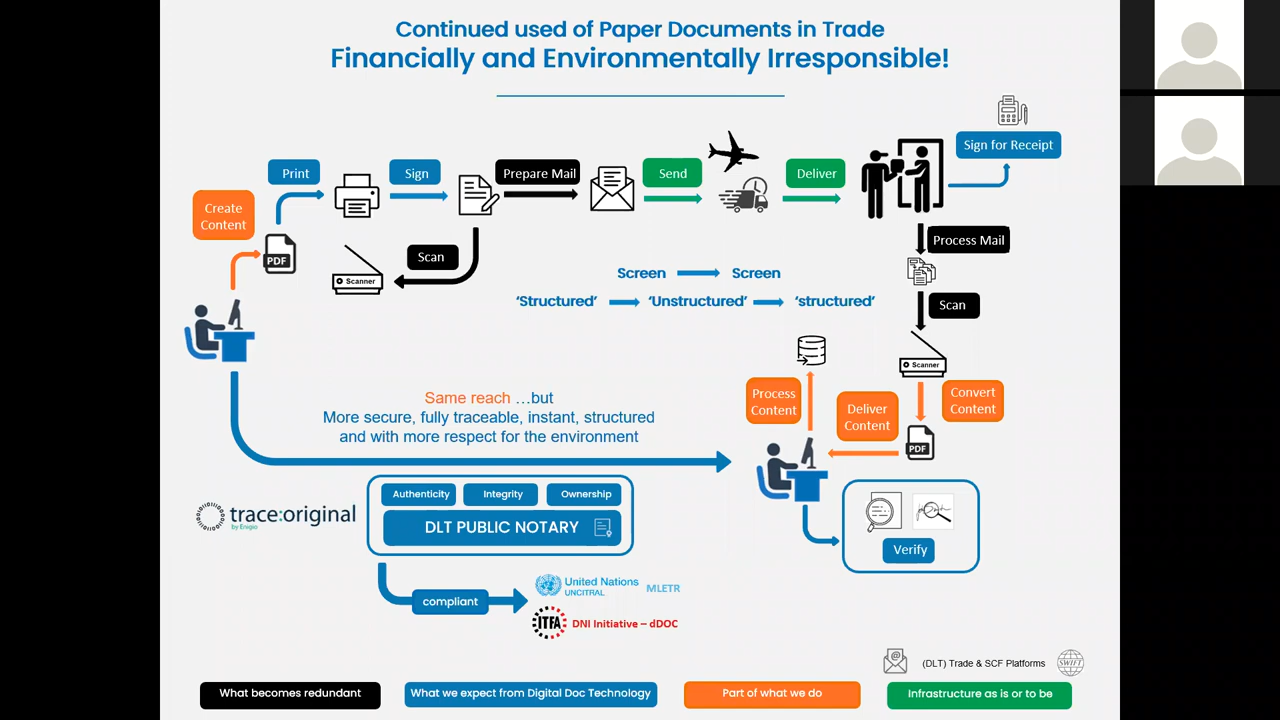 Continued used of Paper Documents in Trade
Financially and Environmentally Irresponsible!
Sign for Receipt
Print
Sign
Prepare Mail
Send
Deliver
Create
Content
PDF
Scan
Scanner
Process Mail
Screen Screen
‘Structured’ ‘Unstructured’ ‘structured’
Scan
Scanner
Process
Content
Deliver
Content
Convert
Content
PDF
Same reach …but
More secure, fully traceable, instant, structured
and with more respect for the environment
trace:original
by Enigio
Authenticity Integrity Ownership
DLT PUBLIC NOTARY
Verify
compliant
United Nations
UNCITRAL
MLETR
ITFA
DNI Initiative – dDOC
@
(DLT) Trade & SCF Platforms
SWIFT
What becomes redundant
What we expect from Digital Doc Technology
Part of what we do
Infrastructure as is or to be